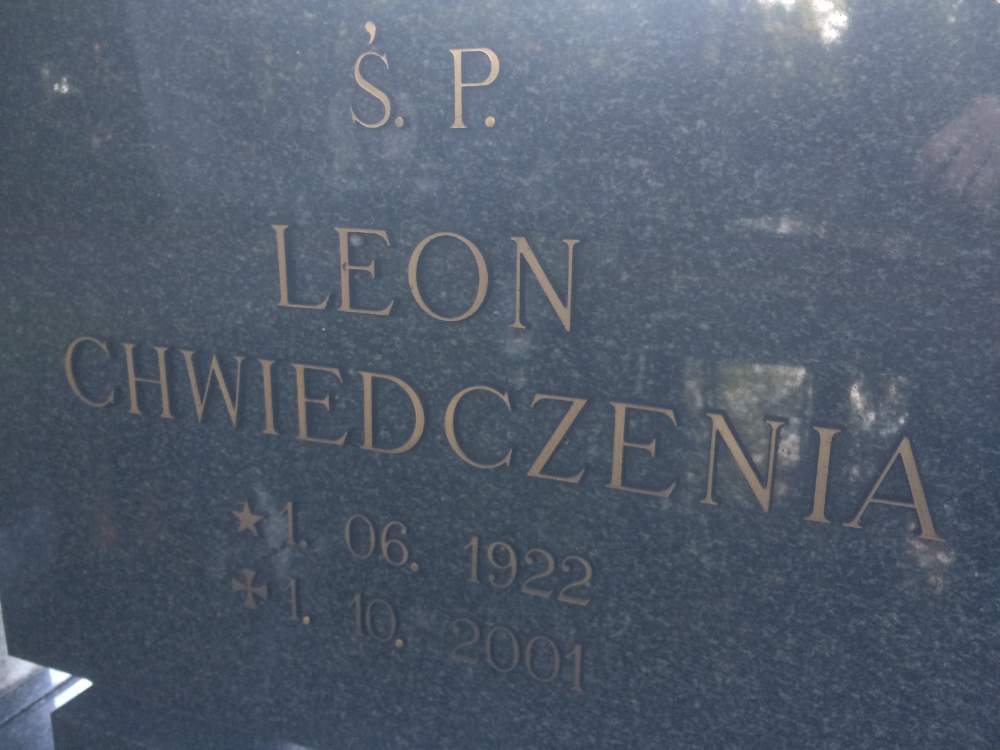 Ś. P.
LEON
CHWIEDCZENIA
★ 1. 06. 1922
✠ 1. 10. 2001